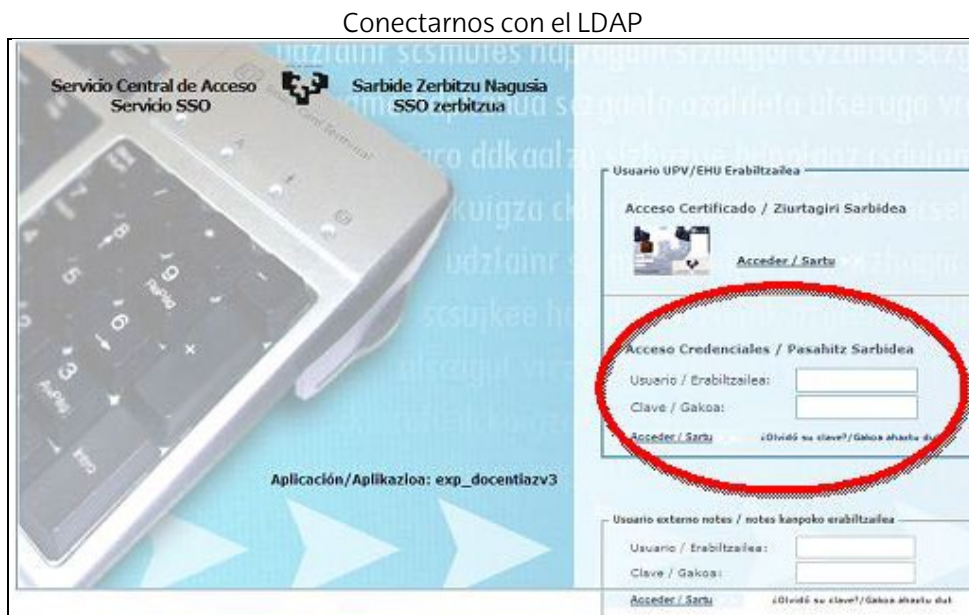 Conectarnos con el LDAP
Servicio Central de Acceso
Servicio SSO
Sarbide Zerbitzu Nagusia
SSO zerbitzua
Usuario UPV/EHU Erabiltzailea
Acceso Certificado / Ziurtagiri Sarbidea
Acceder / Sartu
Acceso Credenciales / Pasahitz Sarbidea
Usuario / Erabiltzailea:
Clave / Gakoa:
Acceder / Sartu ¿Olvidó su clave?/Gakoa ahaztu dut
Aplicación/Aplikazioa: exp_docentiazv3
Usuario externo notes / notes kanpoko erabiltzailea
Usuario / Erabiltzailea:
Clave / Gakoa:
Acceder / Sartu ¿Olvidó su clave?/Gakoa ahaztu dut